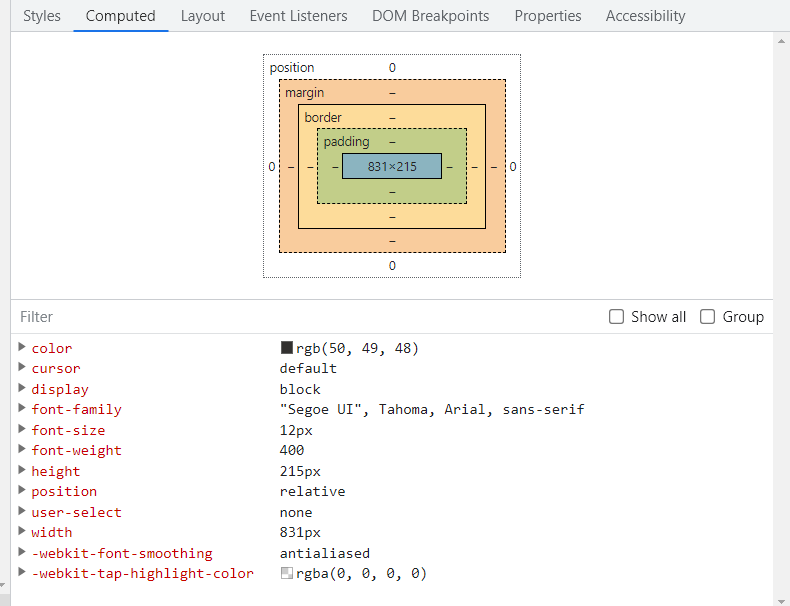 Styles Computed Layout Event Listeners DOM Breakpoints Properties Accessibility
position 0
margin –
border –
padding –
0 – – – 831×215 – – – 0
–
–
–
0
Filter Show all Group
color rgb(50, 49, 48)
cursor default
display block
font-family "Segoe UI", Tahoma, Arial, sans-serif
font-size 12px
font-weight 400
height 215px
position relative
user-select none
width 831px
-webkit-font-smoothing antialiased
-webkit-tap-highlight-color rgba(0, 0, 0, 0)